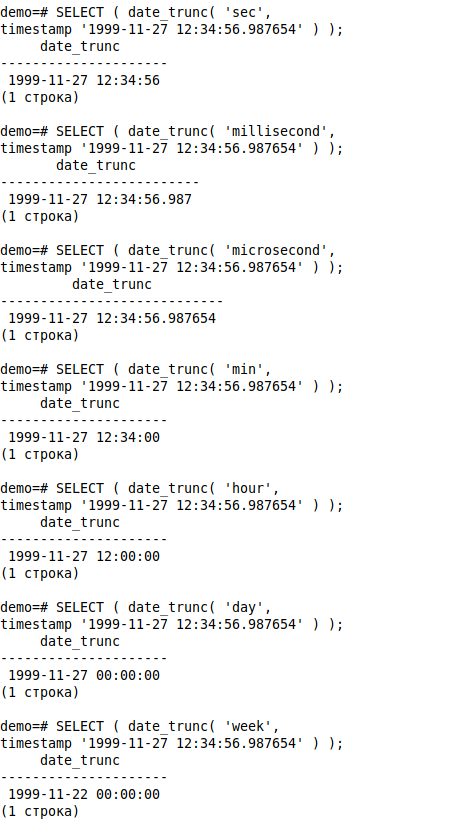 demo=# SELECT ( date_trunc( 'sec',
timestamp '1999-11-27 12:34:56.987654' ) );
     date_trunc
---------------------
 1999-11-27 12:34:56
(1 строка)

demo=# SELECT ( date_trunc( 'millisecond',
timestamp '1999-11-27 12:34:56.987654' ) );
       date_trunc
-------------------------
 1999-11-27 12:34:56.987
(1 строка)

demo=# SELECT ( date_trunc( 'microsecond',
timestamp '1999-11-27 12:34:56.987654' ) );
         date_trunc
----------------------------
 1999-11-27 12:34:56.987654
(1 строка)

demo=# SELECT ( date_trunc( 'min',
timestamp '1999-11-27 12:34:56.987654' ) );
     date_trunc
---------------------
 1999-11-27 12:34:00
(1 строка)

demo=# SELECT ( date_trunc( 'hour',
timestamp '1999-11-27 12:34:56.987654' ) );
     date_trunc
---------------------
 1999-11-27 12:00:00
(1 строка)

demo=# SELECT ( date_trunc( 'day',
timestamp '1999-11-27 12:34:56.987654' ) );
     date_trunc
---------------------
 1999-11-27 00:00:00
(1 строка)

demo=# SELECT ( date_trunc( 'week',
timestamp '1999-11-27 12:34:56.987654' ) );
     date_trunc
---------------------
 1999-11-22 00:00:00
(1 строка)